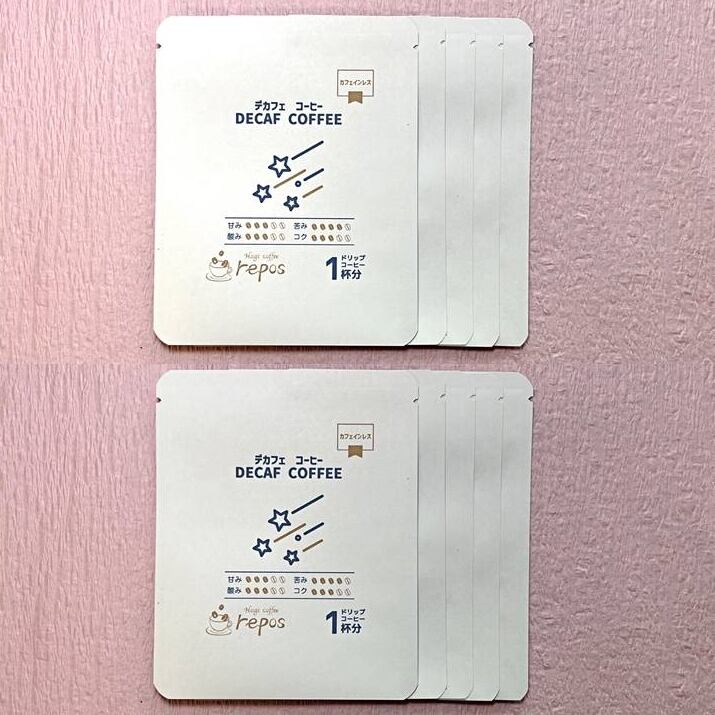 カフェインレス
デカフェ コーヒー
DECAF COFFEE
甘み 苦み
酸み コク
Hagi coffee
repos
1 ドリップ
コーヒー
杯分
カフェインレス
デカフェ コーヒー
DECAF COFFEE
甘み 苦み
酸み コク
Hagi coffee
repos
1 ドリップ
コーヒー
杯分